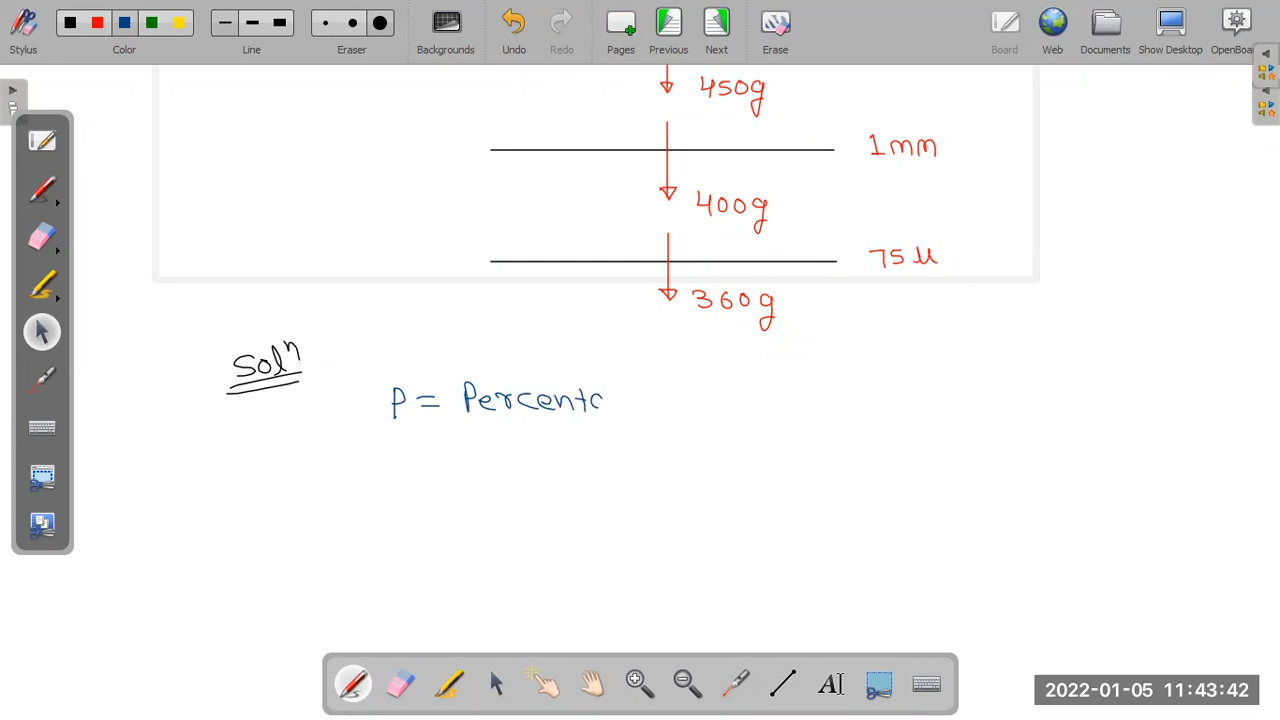 Stylus
Color
Line
Eraser
Backgrounds
Undo
Redo
Pages
Previous
Next
Erase
Board
Web
Documents
Show Desktop
OpenBoa
450g
1mm
400g
75 μ
360g
Solⁿ
P = Percenta
2022-01-05 11:43:42